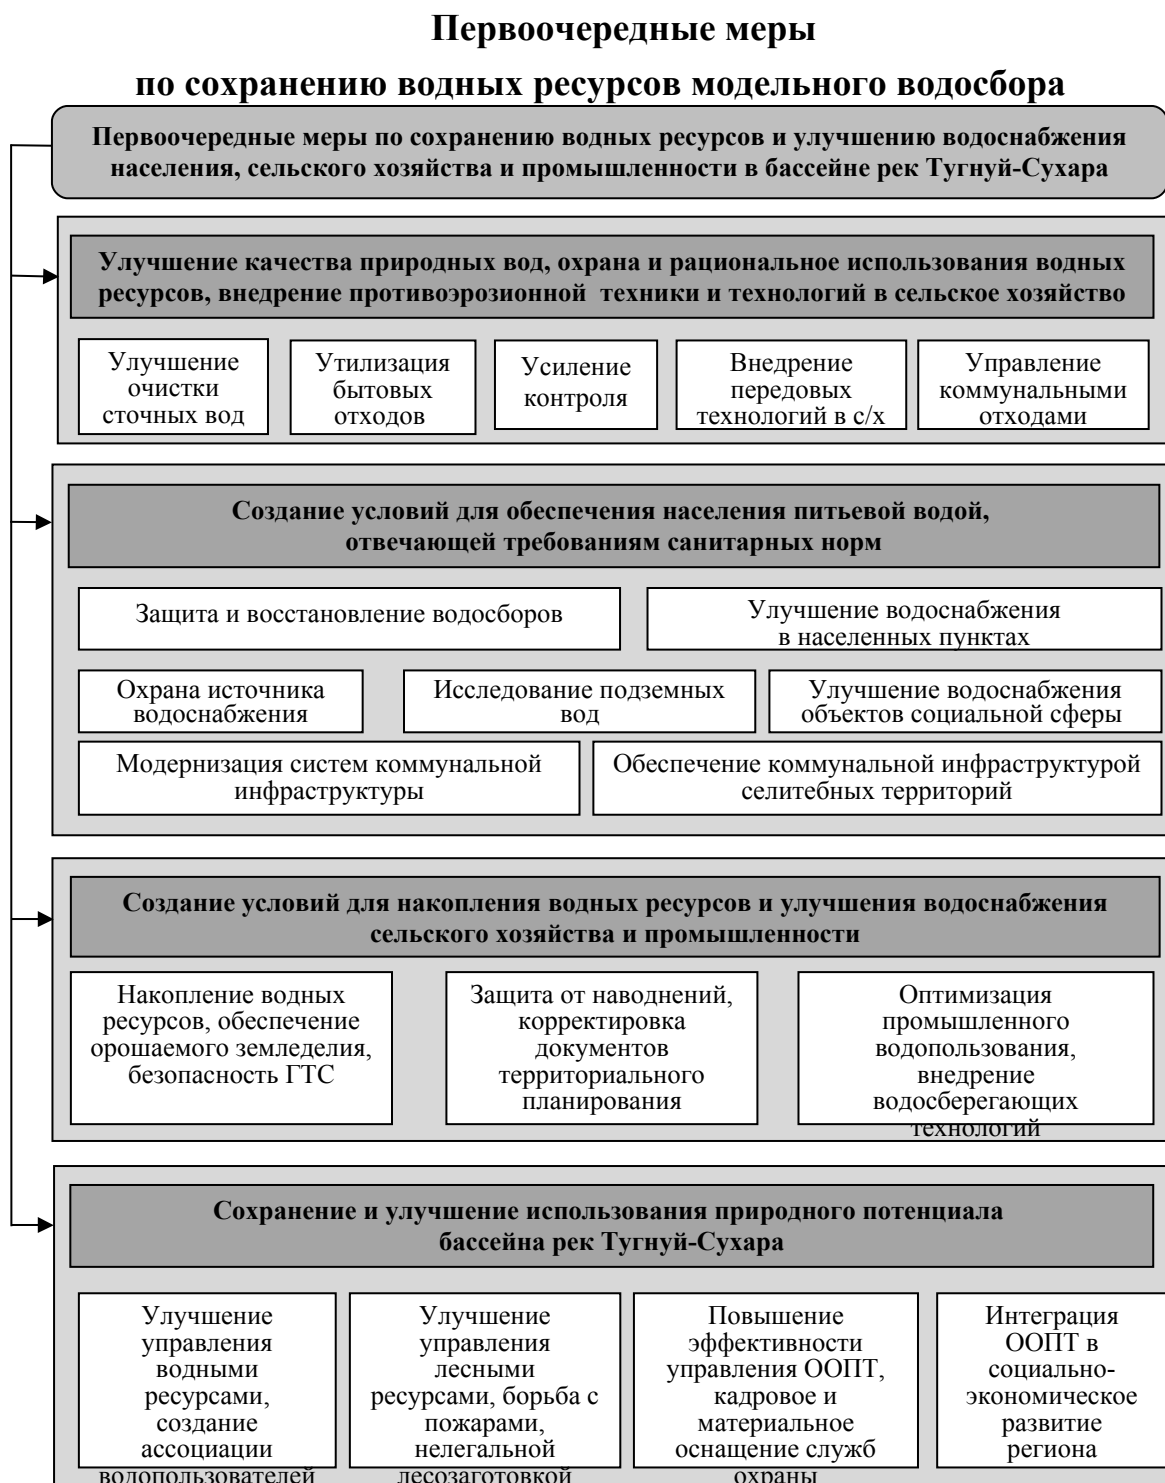 Первоочередные меры
по сохранению водных ресурсов модельного водосбора
Первоочередные меры по сохранению водных ресурсов и улучшению водоснабжения
населения, сельского хозяйства и промышленности в бассейне рек Тугнуй-Сухара
Улучшение качества природных вод, охрана и рациональное использования водных
ресурсов, внедрение противоэрозионной техники и технологий в сельское хозяйство
Улучшение
очистки
сточных вод
Утилизация
бытовых
отходов
Усиление
контроля
Внедрение
передовых
технологий в с/х
Управление
коммунальными
отходами
Создание условий для обеспечения населения питьевой водой,
отвечающей требованиям санитарных норм
Защита и восстановление водосборов
Улучшение водоснабжения
в населенных пунктах
Охрана источника
водоснабжения
Исследование подземных
вод
Улучшение водоснабжения
объектов социальной сферы
Модернизация систем коммунальной
инфраструктуры
Обеспечение коммунальной инфраструктурой
селитебных территорий
Создание условий для накопления водных ресурсов и улучшения водоснабжения
сельского хозяйства и промышленности
Накопление водных
ресурсов, обеспечение
орошаемого земледелия,
безопасность ГТС
Защита от наводнений,
корректировка
документов
территориального
планирования
Оптимизация
промышленного
водопользования,
внедрение
водосберегающих
технологий
Сохранение и улучшение использования природного потенциала
бассейна рек Тугнуй-Сухара
Улучшение
управления
водными
ресурсами,
создание
ассоциации
водопользователей
Улучшение
управления
лесными
ресурсами, борьба с
пожарами,
нелегальной
лесозаготовкой
Повышение
эффективности
управления ООПТ,
кадровое и
материальное
оснащение служб
охраны
Интеграция
ООПТ в
социально-
экономическое
развитие
региона